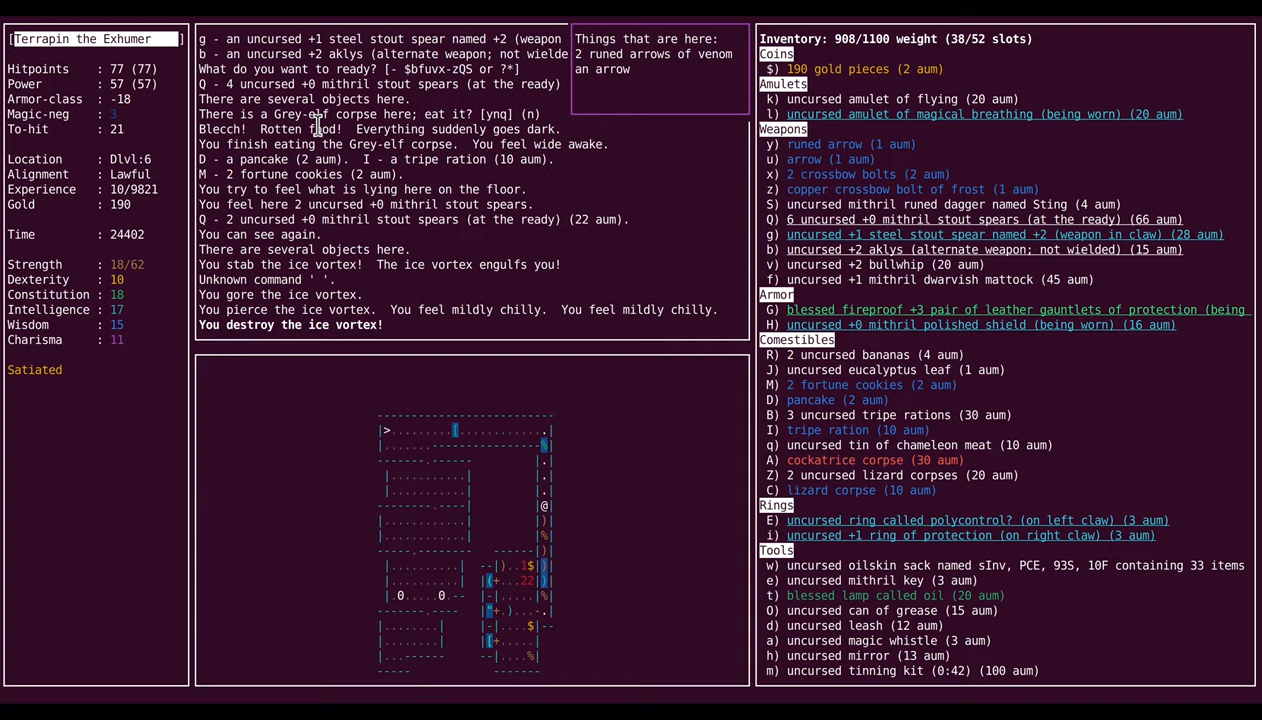 [Terrapin the Exhumer ]
Hitpoints : 77 (77)
Power : 57 (57)
Armor-class : -18
Magic-neg : 3
To-hit : 21
Location : Dlvl:6
Alignment : Lawful
Experience : 10/9821
Gold : 190
Time : 24402
Strength : 18/62
Dexterity : 10
Constitution : 18
Intelligence : 17
Wisdom : 15
Charisma : 11
Satiated
g - an uncursed +1 steel stout spear named +2 (weapon
b - an uncursed +2 aklys (alternate weapon; not wielde
What do you want to ready? [- $bfuvx-zQS or ?*]
Q - 4 uncursed +0 mithril stout spears (at the ready)
There are several objects here.
There is a Grey-elf corpse here; eat it? [ynq] (n)
Blecch! Rotten food! Everything suddenly goes dark.
You finish eating the Grey-elf corpse. You feel wide awake.
D - a pancake (2 aum). I - a tripe ration (10 aum).
M - 2 fortune cookies (2 aum).
You try to feel what is lying here on the floor.
You feel here 2 uncursed +0 mithril stout spears.
Q - 2 uncursed +0 mithril stout spears (at the ready) (22 aum).
You can see again.
There are several objects here.
You stab the ice vortex! The ice vortex engulfs you!
Unknown command ' '.
You gore the ice vortex.
You pierce the ice vortex. You feel mildly chilly. You feel mildly chilly.
You destroy the ice vortex!
Things that are here:
2 runed arrows of venom
an arrow
-------------------------
|>........[............|
|.......---------------%|
-------.------ |.|
|..........| |.|
|..........| |.|
-------.------ |@|
|...........| |)|
|...........| |%|
-----.------- ------|)|
|.........| --|)..1$|)|
|.........| |(+...22|)|
|.0.....0.-- |-|.....|%|
-------.----- |"+.)...-.|
|.......| |-|....$|--
|.......| |[+.....|
|...------ --|....%|
----- -------
Inventory: 908/1100 weight (38/52 slots)
Coins
$) 190 gold pieces (2 aum)
Amulets
k) uncursed amulet of flying (20 aum)
l) uncursed amulet of magical breathing (being worn) (20 aum)
Weapons
y) runed arrow (1 aum)
u) arrow (1 aum)
x) 2 crossbow bolts (2 aum)
z) copper crossbow bolt of frost (1 aum)
S) uncursed mithril runed dagger named Sting (4 aum)
Q) 6 uncursed +0 mithril stout spears (at the ready) (66 aum)
g) uncursed +1 steel stout spear named +2 (weapon in claw) (28 aum)
b) uncursed +2 aklys (alternate weapon; not wielded) (15 aum)
v) uncursed +2 bullwhip (20 aum)
f) uncursed +1 mithril dwarvish mattock (45 aum)
Armor
G) blessed fireproof +3 pair of leather gauntlets of protection (being
H) uncursed +0 mithril polished shield (being worn) (16 aum)
Comestibles
R) 2 uncursed bananas (4 aum)
J) uncursed eucalyptus leaf (1 aum)
M) 2 fortune cookies (2 aum)
D) pancake (2 aum)
B) 3 uncursed tripe rations (30 aum)
I) tripe ration (10 aum)
q) uncursed tin of chameleon meat (10 aum)
A) cockatrice corpse (30 aum)
Z) 2 uncursed lizard corpses (20 aum)
C) lizard corpse (10 aum)
Rings
E) uncursed ring called polycontrol? (on left claw) (3 aum)
i) uncursed +1 ring of protection (on right claw) (3 aum)
Tools
w) uncursed oilskin sack named sInv, PCE, 93S, 10F containing 33 items
e) uncursed mithril key (3 aum)
t) blessed lamp called oil (20 aum)
O) uncursed can of grease (15 aum)
d) uncursed leash (12 aum)
a) uncursed magic whistle (3 aum)
h) uncursed mirror (13 aum)
m) uncursed tinning kit (0:42) (100 aum)